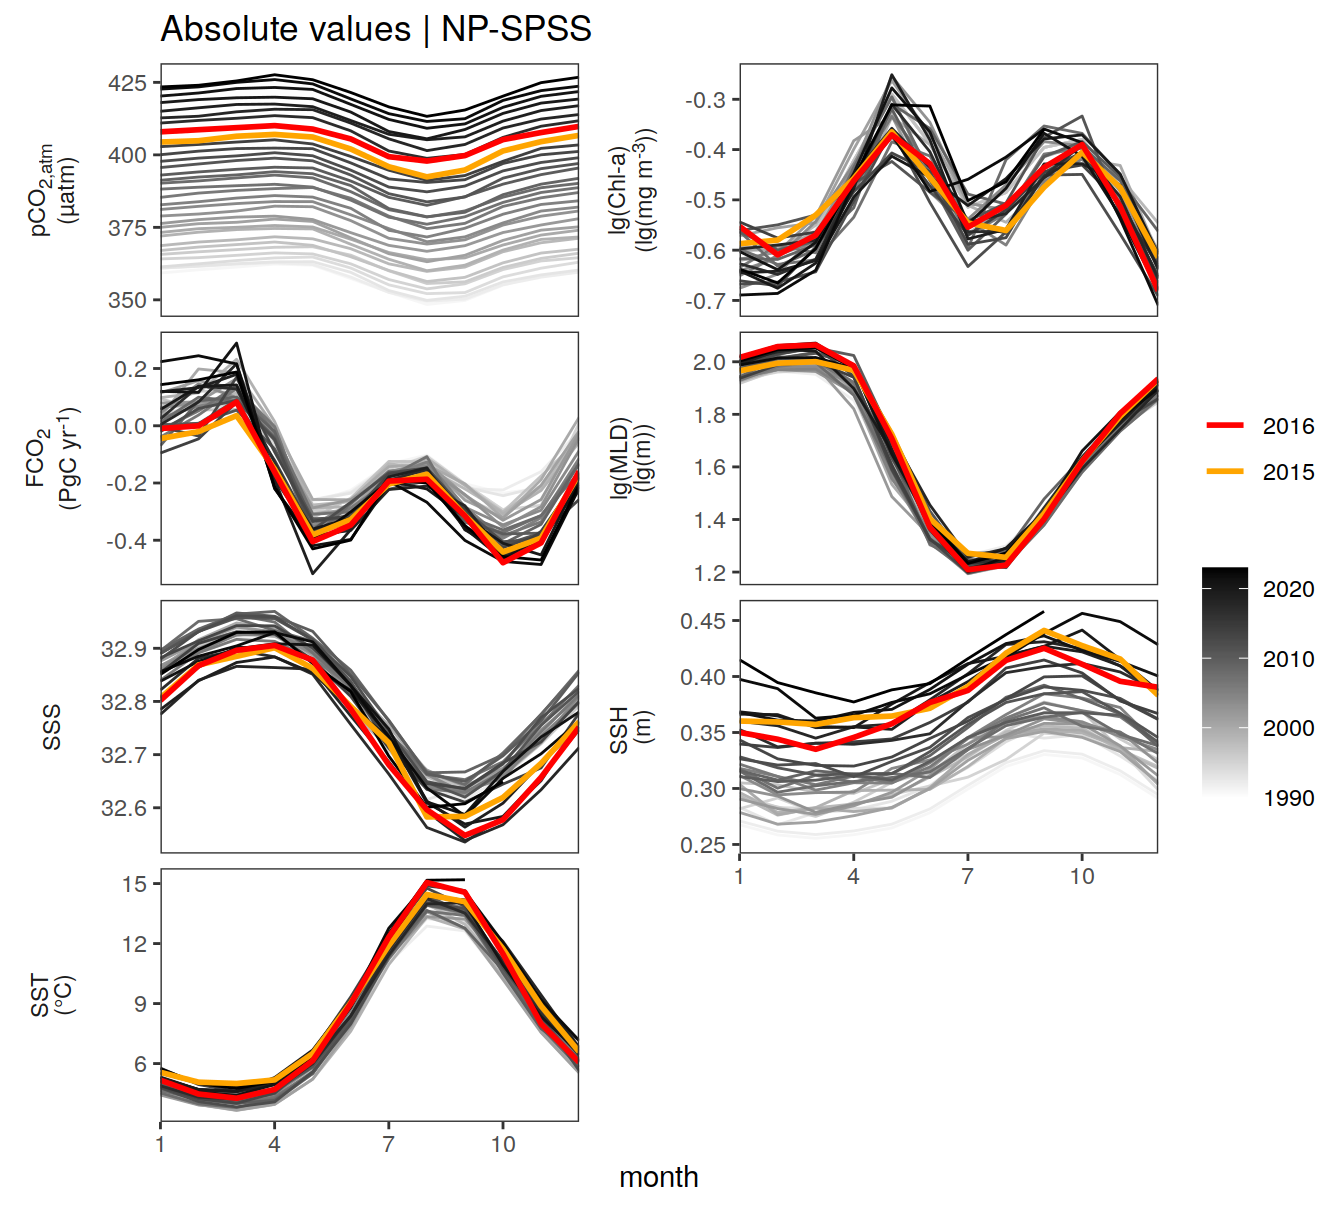 Absolute values | NP-SPSS
pCO2,atm
(µatm)
425
400
375
350
lg(Chl-a)
(lg(mg m-3))
-0.3
-0.4
-0.5
-0.6
-0.7
FCO2
(PgC yr-1)
0.2
0.0
-0.2
-0.4
lg(MLD)
(lg(m))
2.0
1.8
1.6
1.4
1.2
SSS
32.9
32.8
32.7
32.6
SSH
(m)
0.45
0.40
0.35
0.30
0.25
1 4 7 10
SST
(°C)
15
12
9
6
1 4 7 10
month
2016
2015
2020
2010
2000
1990